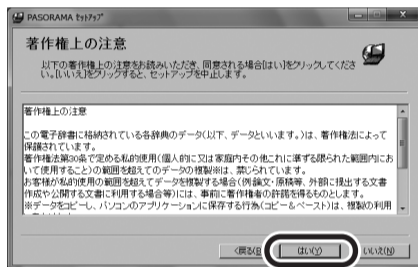 PASORAMA セットアップ
著作権上の注意
以下の著作権上の注意をお読みいただき、同意される場合[はい]をクリックしてくださ
い。[いいえ]をクリックすると、セットアップを中止します。
著作権上の注意
この電子辞書に格納されている各辞典のデータ(以下、データといいます。)は、著作権法によって
保護されています。
著作権法第30条で定める私的使用(個人的に又は家庭内その他これに準ずる限られた範囲内にお
いて使用すること)の範囲を超えてのデータの複製※は、禁じられています。
お客様が私的使用の範囲を超えてデータを複製する場合(例:論文・原稿等、外部に提出する文書
作成や公開する文書に利用する場合等)には、事前に著作権者の許諾を得るものとします。
※データをコピーし、パソコンのアプリケーションに保存する行為(コピー&ペースト)は、複製の利用
<戻る(B) はい(Y) いいえ(N)